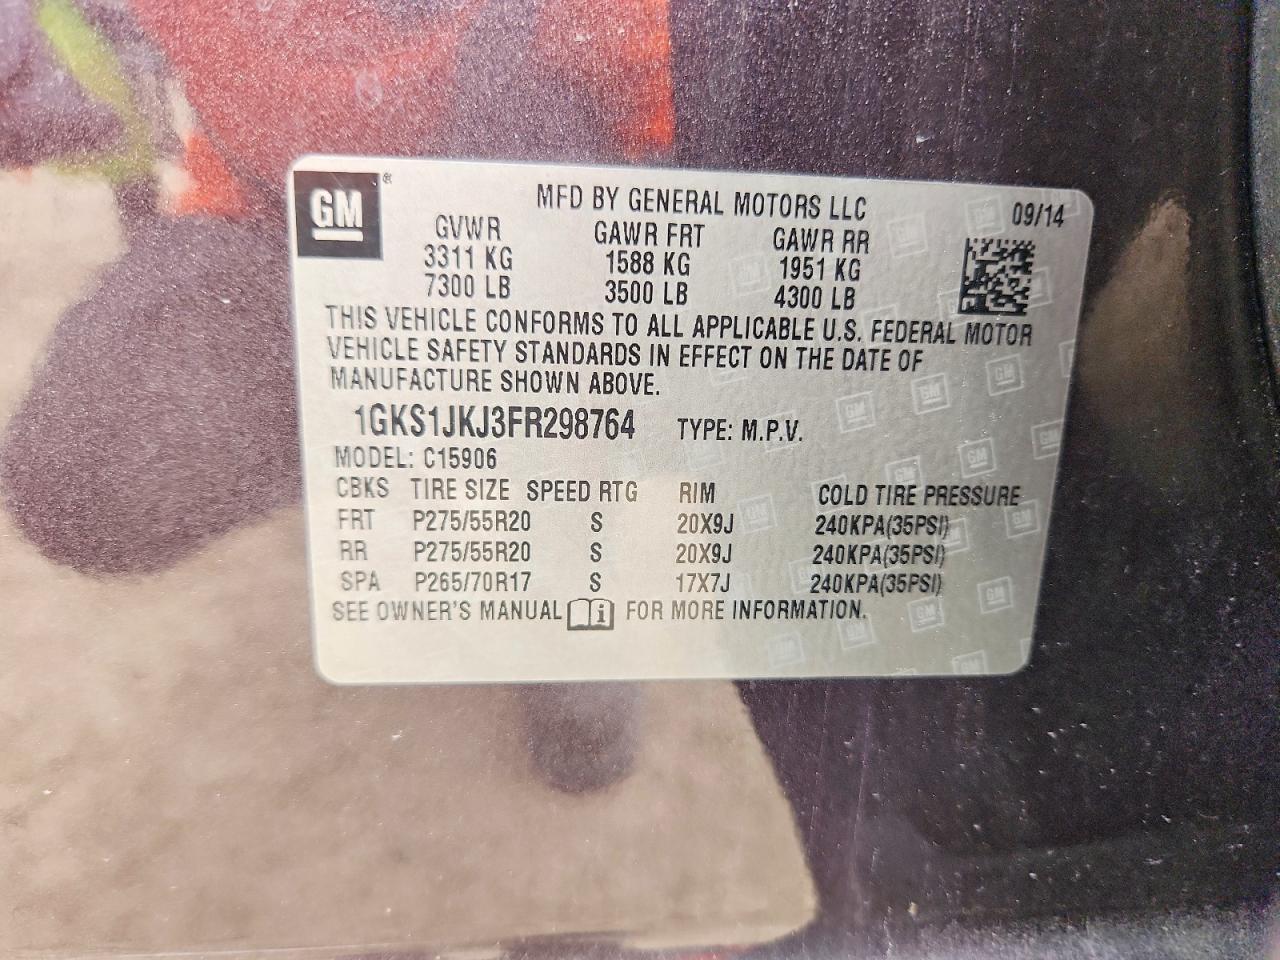 GM®
MFD BY GENERAL MOTORS LLC 09/14
GVWR GAWR FRT GAWR RR
3311 KG 1588 KG 1951 KG
7300 LB 3500 LB 4300 LB
THIS VEHICLE CONFORMS TO ALL APPLICABLE U.S. FEDERAL MOTOR
VEHICLE SAFETY STANDARDS IN EFFECT ON THE DATE OF
MANUFACTURE SHOWN ABOVE.
1GKS1JKJ3FR298764 TYPE: M.P.V.
MODEL: C15906
CBKS TIRE SIZE SPEED RTG RIM COLD TIRE PRESSURE
FRT P275/55R20 S 20X9J 240KPA(35PSI)
RR P275/55R20 S 20X9J 240KPA(35PSI)
SPA P265/70R17 S 17X7J 240KPA(35PSI)
SEE OWNER'S MANUAL i FOR MORE INFORMATION.